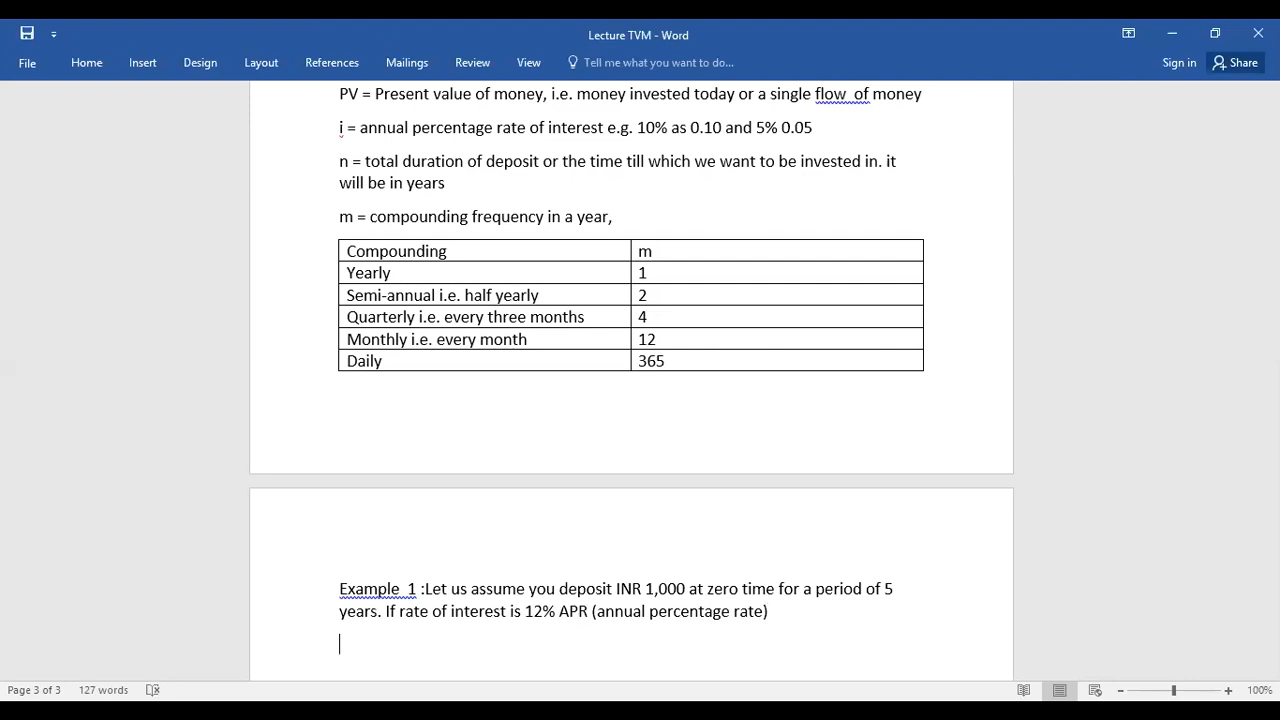 Lecture TVM - Word
File Home Insert Design Layout References Mailings Review View Tell me what you want to do... Sign in Share
PV = Present value of money, i.e. money invested today or a single flow  of money
i = annual percentage rate of interest e.g. 10% as 0.10 and 5% 0.05
n = total duration of deposit or the time till which we want to be invested in. it
will be in years
m = compounding frequency in a year,
Compounding m
Yearly 1
Semi-annual i.e. half yearly 2
Quarterly i.e. every three months 4
Monthly i.e. every month 12
Daily 365
Example  1 :Let us assume you deposit INR 1,000 at zero time for a period of 5
years. If rate of interest is 12% APR (annual percentage rate)
Page 3 of 3 127 words 100%